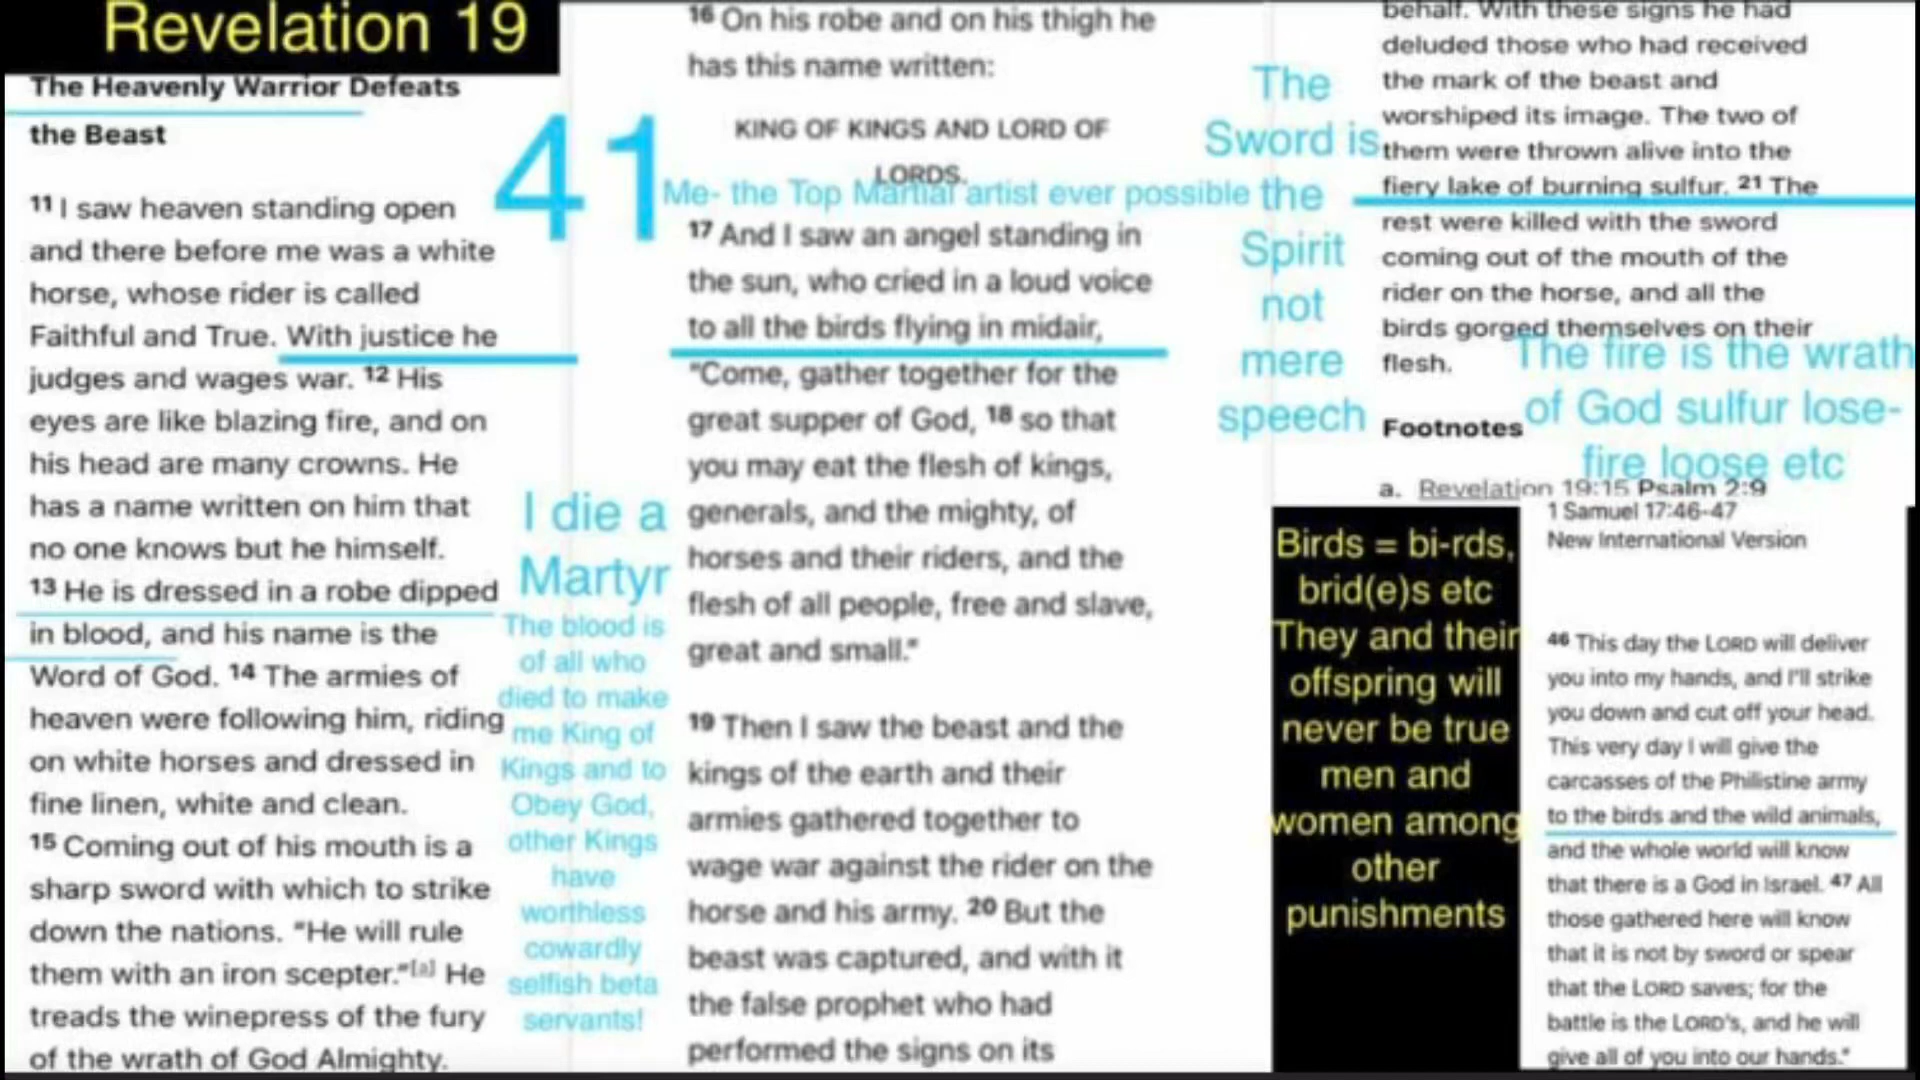 Revelation 19
The Heavenly Warrior Defeats
the Beast
11 I saw heaven standing open
and there before me was a white
horse, whose rider is called
Faithful and True. With justice he
judges and wages war. 12 His
eyes are like blazing fire, and on
his head are many crowns. He
has a name written on him that
no one knows but he himself.
13 He is dressed in a robe dipped
in blood, and his name is the
Word of God. 14 The armies of
heaven were following him, riding
on white horses and dressed in
fine linen, white and clean.
15 Coming out of his mouth is a
sharp sword with which to strike
down the nations. "He will rule
them with an iron scepter."[a] He
treads the winepress of the fury
of the wrath of God Almighty.
41
I die a
Martyr
The blood is
of all who
died to make
me King of
Kings and to
Obey God,
other Kings
have
worthless
cowardly
selfish beta
servants!
16 On his robe and on his thigh he
has this name written:
KING OF KINGS AND LORD OF
LORDS.
Me- the Top Martial artist ever possible
17 And I saw an angel standing in
the sun, who cried in a loud voice
to all the birds flying in midair,
"Come, gather together for the
great supper of God, 18 so that
you may eat the flesh of kings,
generals, and the mighty, of
horses and their riders, and the
flesh of all people, free and slave,
great and small."
19 Then I saw the beast and the
kings of the earth and their
armies gathered together to
wage war against the rider on the
horse and his army. 20 But the
beast was captured, and with it
the false prophet who had
performed the signs on its
The
Sword is
the
Spirit
not
mere
speech
behalf. With these signs he had
deluded those who had received
the mark of the beast and
worshiped its image. The two of
them were thrown alive into the
fiery lake of burning sulfur. 21 The
rest were killed with the sword
coming out of the mouth of the
rider on the horse, and all the
birds gorged themselves on their
flesh.
The fire is the wrath
of God sulfur lose-
fire loose etc
Footnotes
a. Revelation 19:15 Psalm 2:9
Birds = bi-rds,
brid(e)s etc
They and their
offspring will
never be true
men and
women among
other
punishments
1 Samuel 17:46-47
New International Version
46 This day the LORD will deliver
you into my hands, and I'll strike
you down and cut off your head.
This very day I will give the
carcasses of the Philistine army
to the birds and the wild animals,
and the whole world will know
that there is a God in Israel. 47 All
those gathered here will know
that it is not by sword or spear
that the LORD saves; for the
battle is the LORD's, and he will
give all of you into our hands."